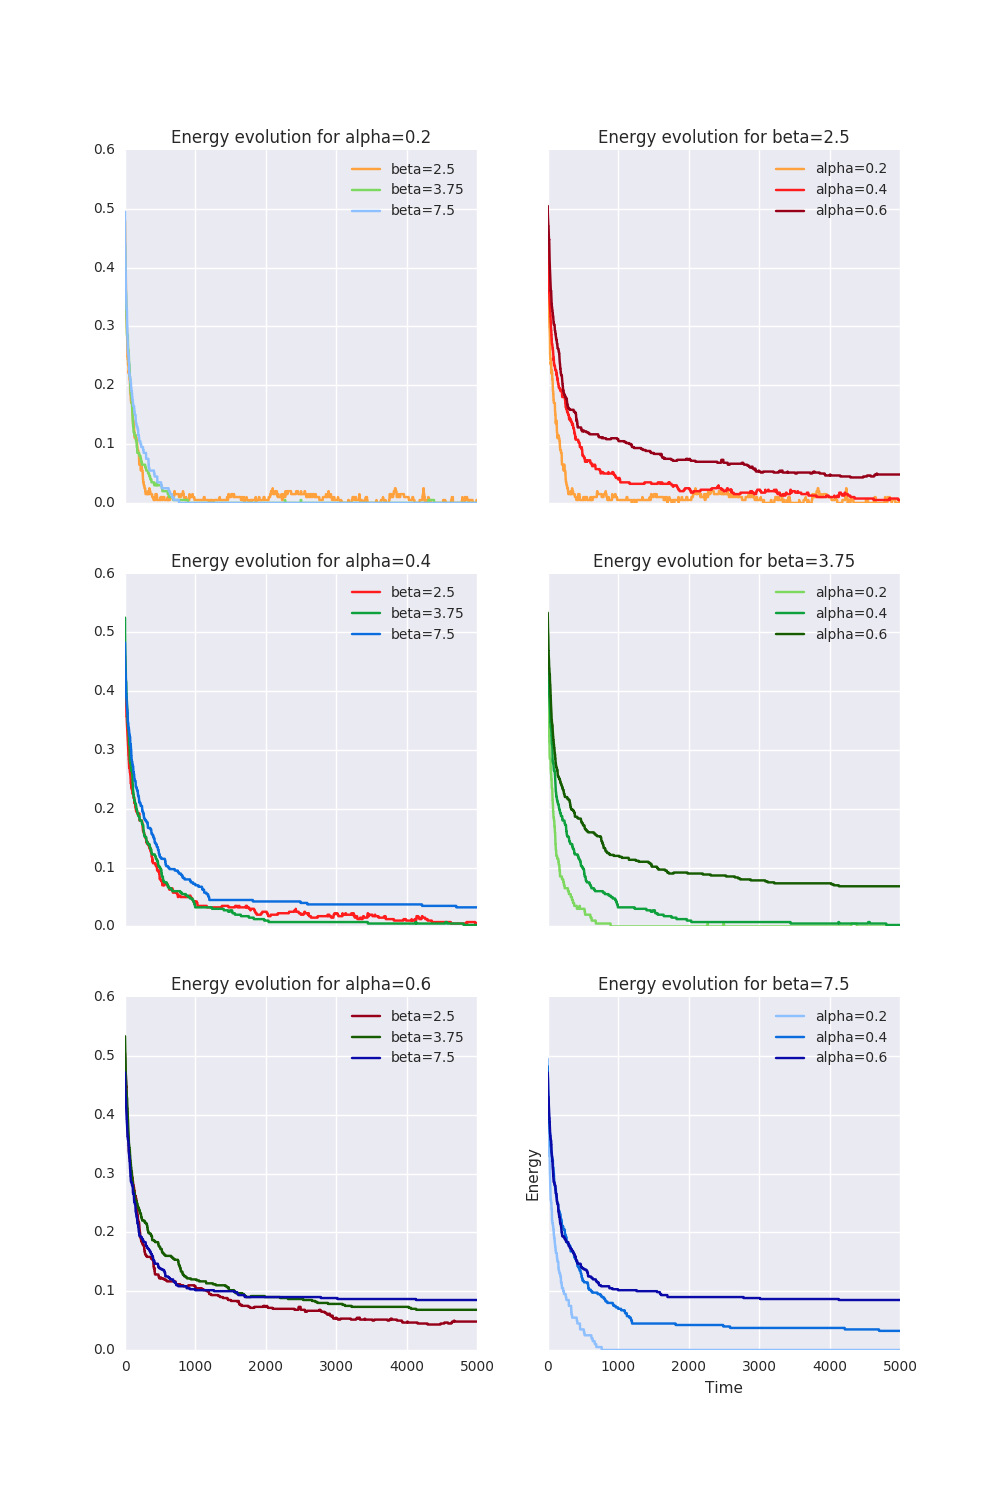 Energy evolution for alpha=0.2
0.6
0.5
0.4
0.3
0.2
0.1
0.0
beta=2.5
beta=3.75
beta=7.5
Energy evolution for beta=2.5
alpha=0.2
alpha=0.4
alpha=0.6
Energy evolution for alpha=0.4
0.6
0.5
0.4
0.3
0.2
0.1
0.0
beta=2.5
beta=3.75
beta=7.5
Energy evolution for beta=3.75
alpha=0.2
alpha=0.4
alpha=0.6
Energy evolution for alpha=0.6
0.6
0.5
0.4
0.3
0.2
0.1
0.0
beta=2.5
beta=3.75
beta=7.5
0 1000 2000 3000 4000 5000
Energy evolution for beta=7.5
alpha=0.2
alpha=0.4
alpha=0.6
Energy
0 1000 2000 3000 4000 5000
Time